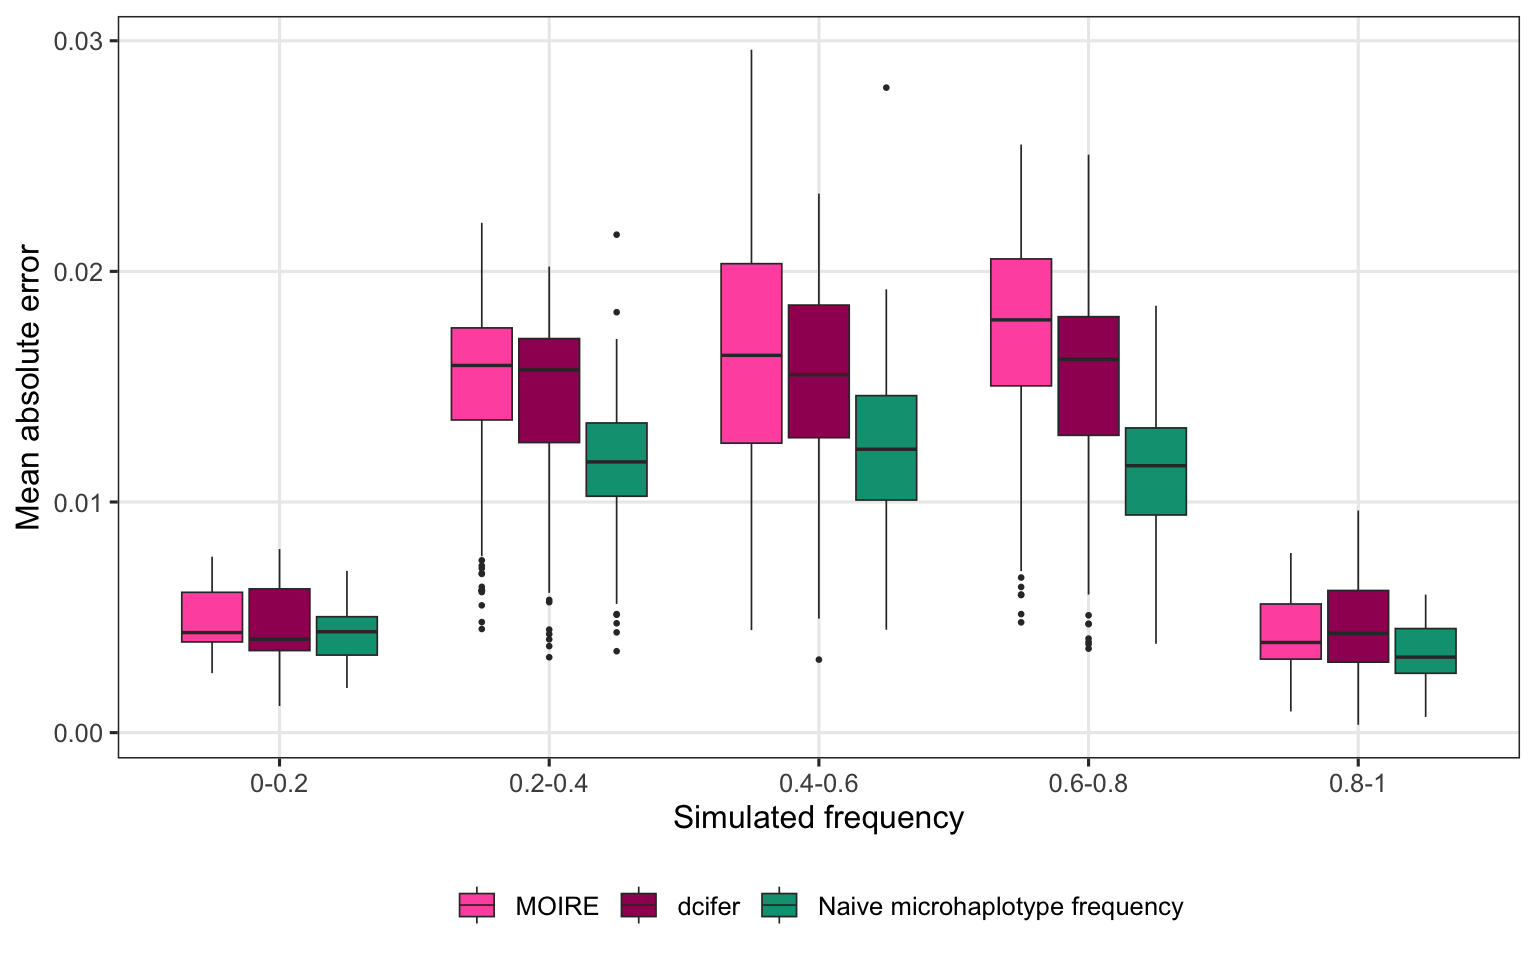 Mean absolute error
0.03
0.02
0.01
0.00
0-0.2 0.2-0.4 0.4-0.6 0.6-0.8 0.8-1
Simulated frequency
MOIRE dcifer Naive microhaplotype frequency